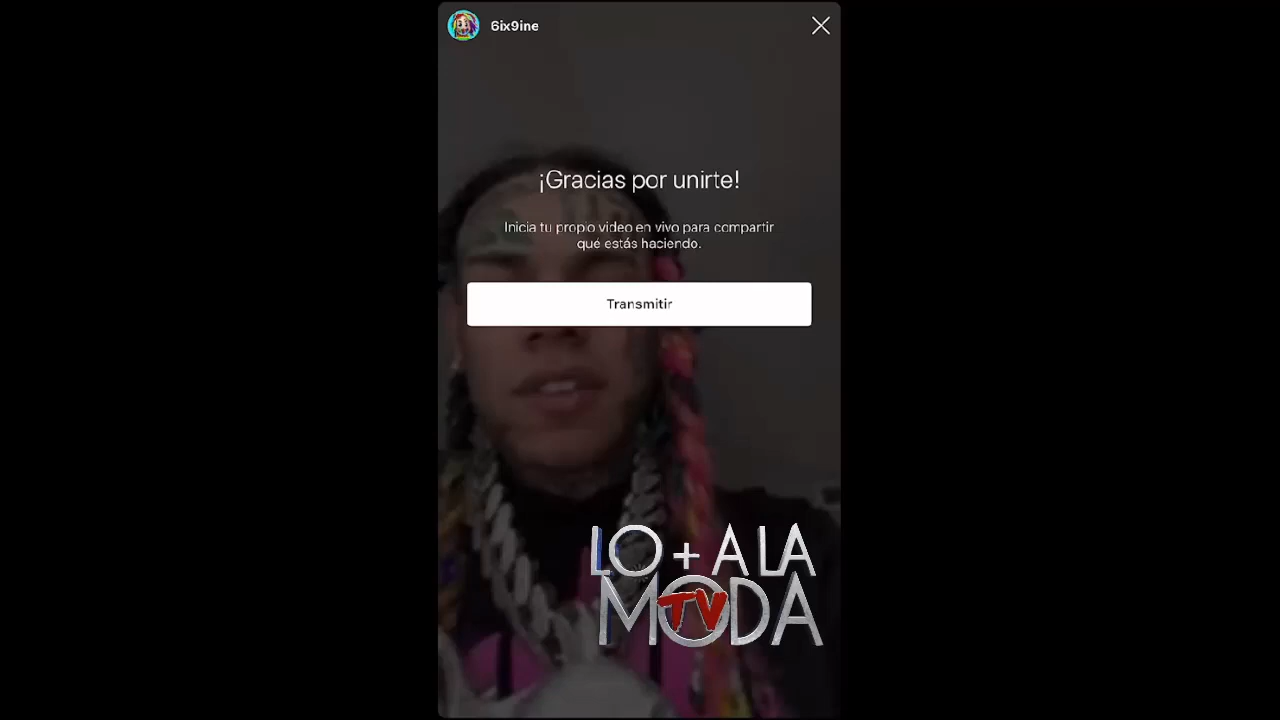 6ix9ine
¡Gracias por unirte!
Inicia tu propio video en vivo para compartir
qué estás haciendo.
Transmitir
LO + A LA
MODA
TV